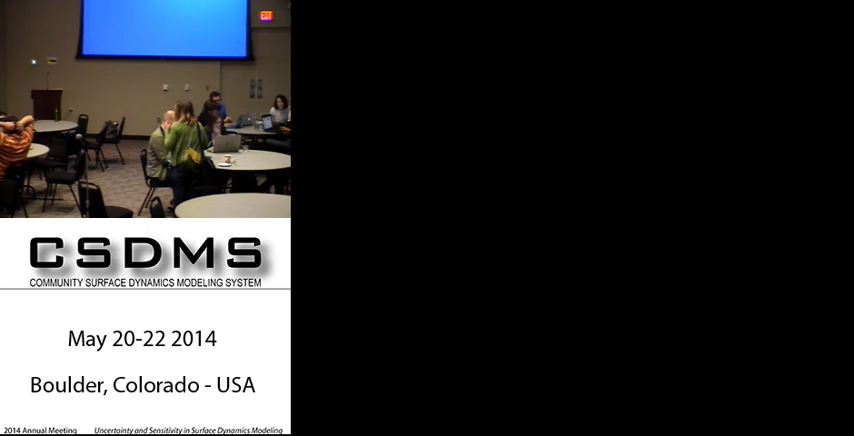 EXIT
CSDMS
COMMUNITY SURFACE DYNAMICS MODELING SYSTEM
May 20-22 2014
Boulder, Colorado - USA
2014 Annual Meeting Uncertainty and Sensitivity in Surface Dynamics Modeling